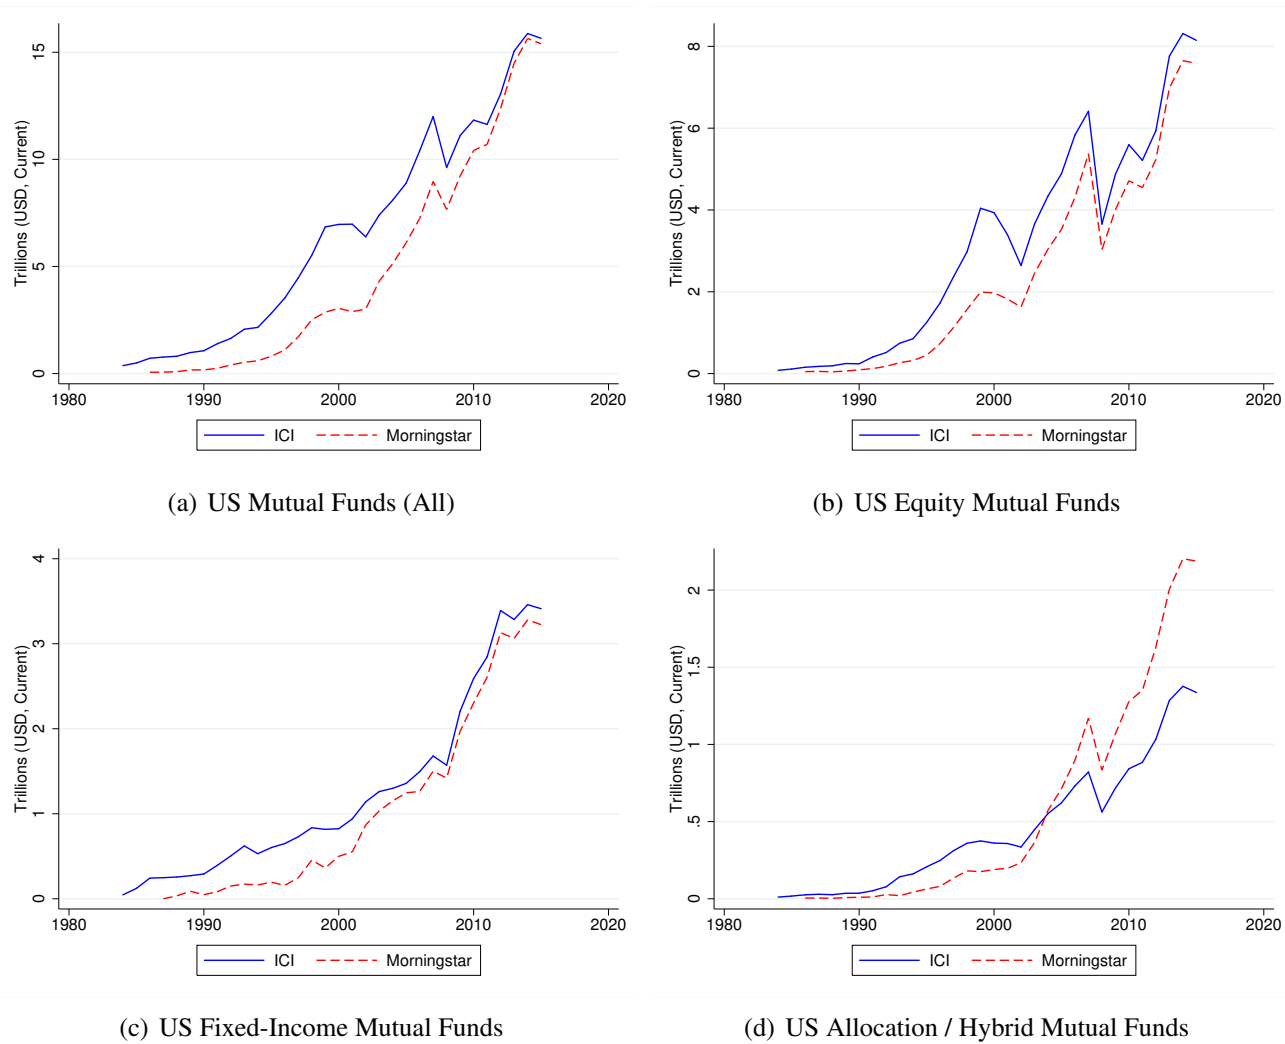 Trillions (USD, Current)
15
10
5
0
1980 1990 2000 2010 2020
ICI Morningstar
(a) US Mutual Funds (All)
Trillions (USD, Current)
8
6
4
2
0
1980 1990 2000 2010 2020
ICI Morningstar
(b) US Equity Mutual Funds
Trillions (USD, Current)
4
3
2
1
0
1980 1990 2000 2010 2020
ICI Morningstar
(c) US Fixed-Income Mutual Funds
Trillions (USD, Current)
2
1.5
1
.5
0
1980 1990 2000 2010 2020
ICI Morningstar
(d) US Allocation / Hybrid Mutual Funds